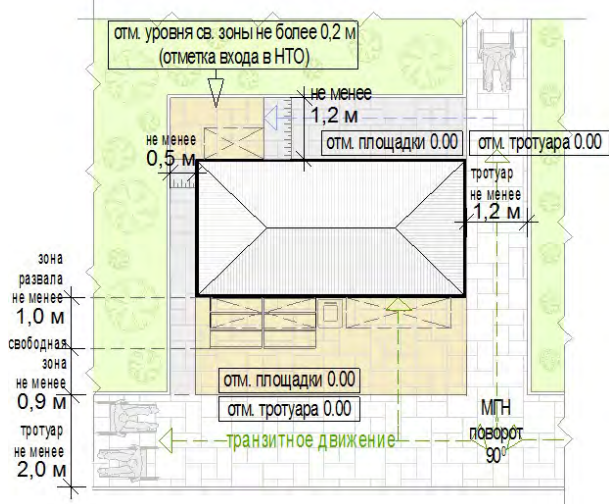 отм. уровня св. зоны не более 0,2 м
(отметка входа в НТО)
не менее
1,2 м
не менее
0,5 м
отм. площадки 0.00
отм. тротуара 0.00
тротуар
не менее
1,2 м
зона
развала
не менее
1,0 м
свободная
зона
не менее
0,9 м
тротуар
не менее
2,0 м
отм. площадки 0.00
отм. тротуара 0.00
транзитное движение
МГН
поворот
90°